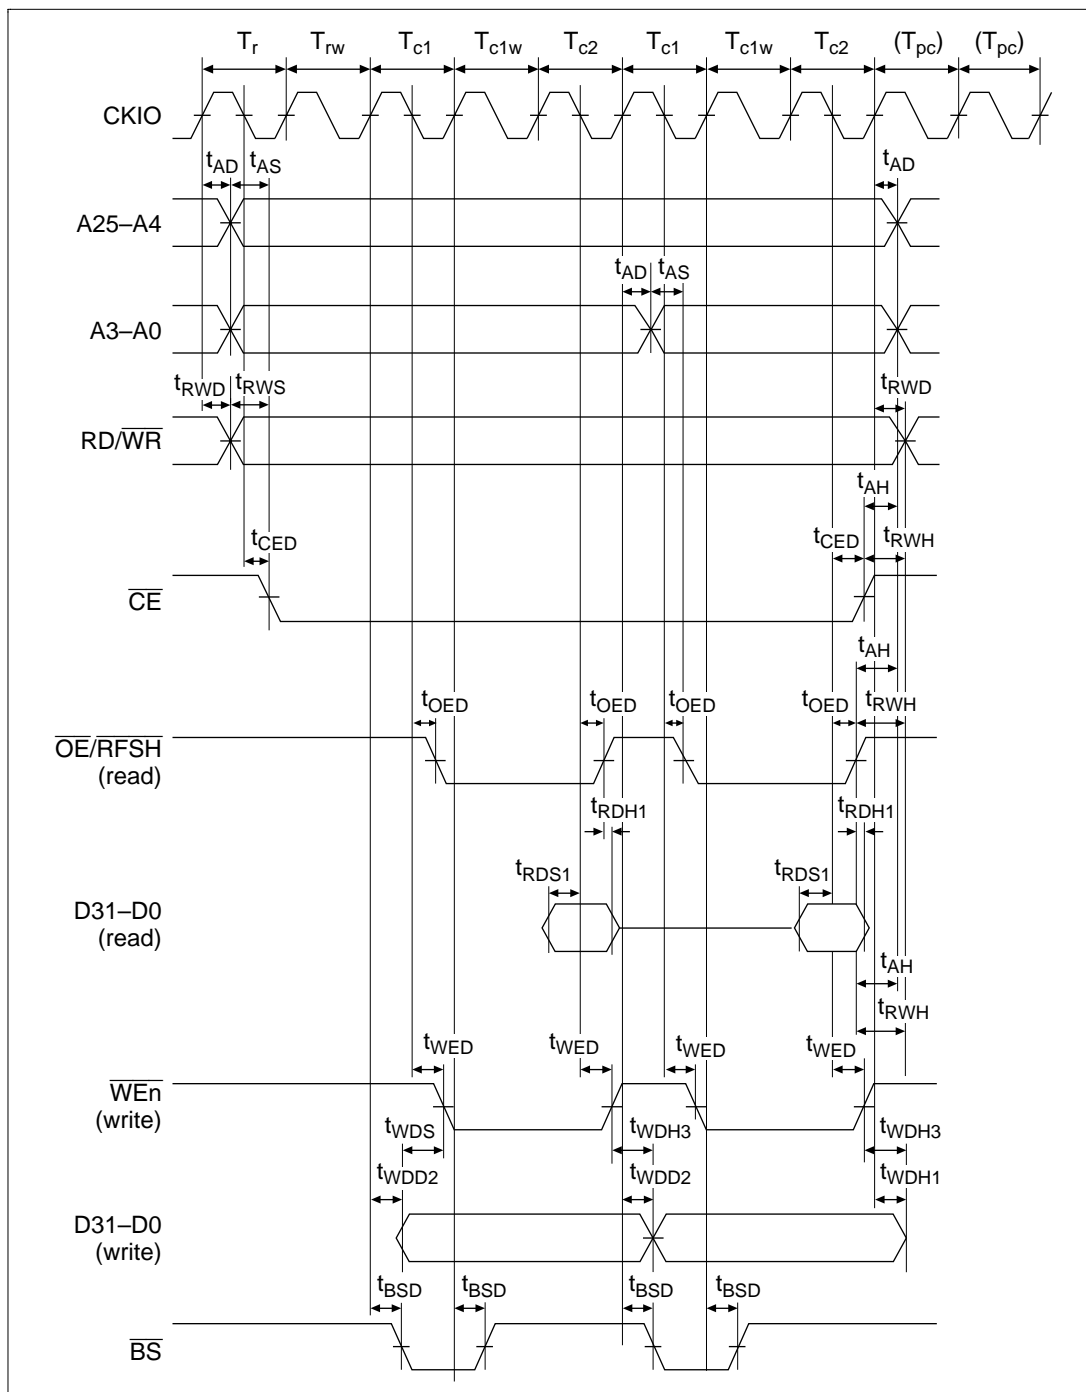 Tr Trw Tc1 Tc1w Tc2 Tc1 Tc1w Tc2 (Tpc) (Tpc)
CKIO
tAD tAS tAD
A25–A4
tAD tAS
A3–A0
tRWD tRWS tRWD
RD/WR
tAH
tCED tCED tRWH
CE
tAH
tOED tOED tOED tOED tRWH
OE/RFSH
(read)
tRDH1 tRDH1
tRDS1 tRDS1
D31–D0
(read)
tAH
tRWH
tWED tWED tWED tWED
WEn
(write)
tWDS tWDH3 tWDH3
tWDD2 tWDD2 tWDH1
D31–D0
(write)
tBSD tBSD tBSD tBSD
BS